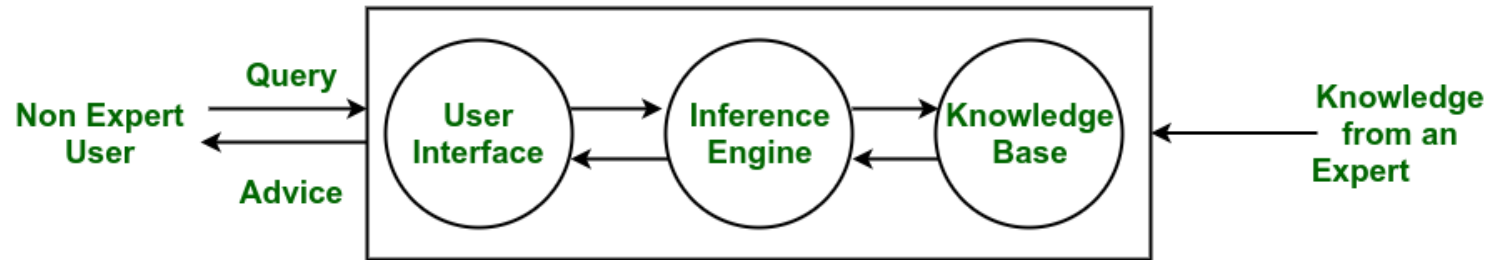 Query
Non Expert
User
Advice
User
Interface
Inference
Engine
Knowledge
Base
Knowledge
from an
Expert